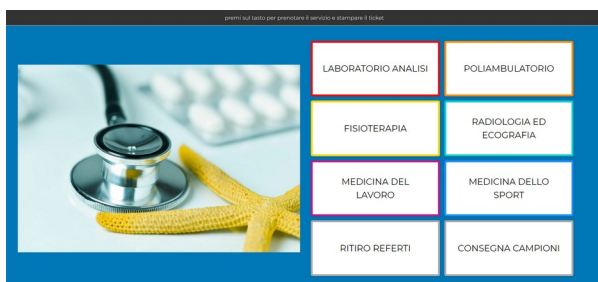 premi sul tasto per prenotare il servizio e stampare il ticket
LABORATORIO ANALISI
POLIAMBULATORIO
FISIOTERAPIA
RADIOLOGIA ED
ECOGRAFIA
MEDICINA DEL
LAVORO
MEDICINA DELLO
SPORT
RITIRO REFERTI
CONSEGNA CAMPIONI